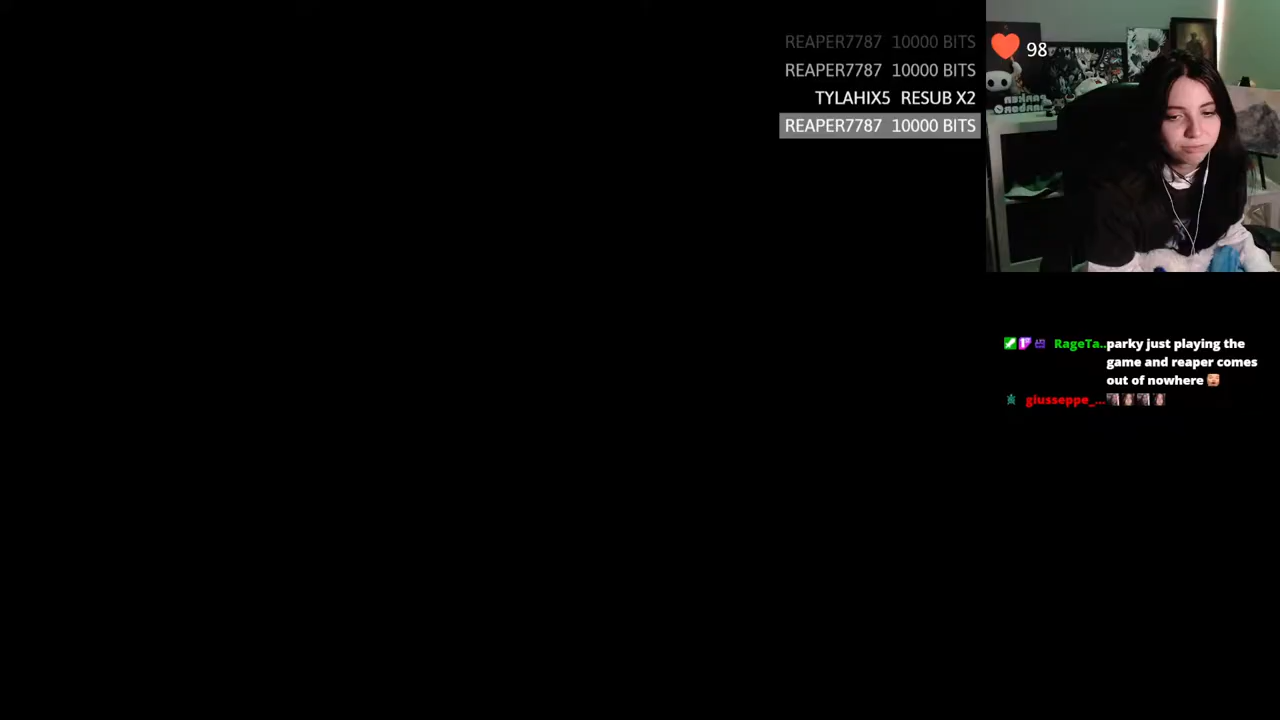 REAPER7787 10000 BITS
REAPER7787 10000 BITS
TYLAHIX5 RESUB X2
REAPER7787 10000 BITS
98
RageTa..parky just playing the
game and reaper comes
out of nowhere
giusseppe_...